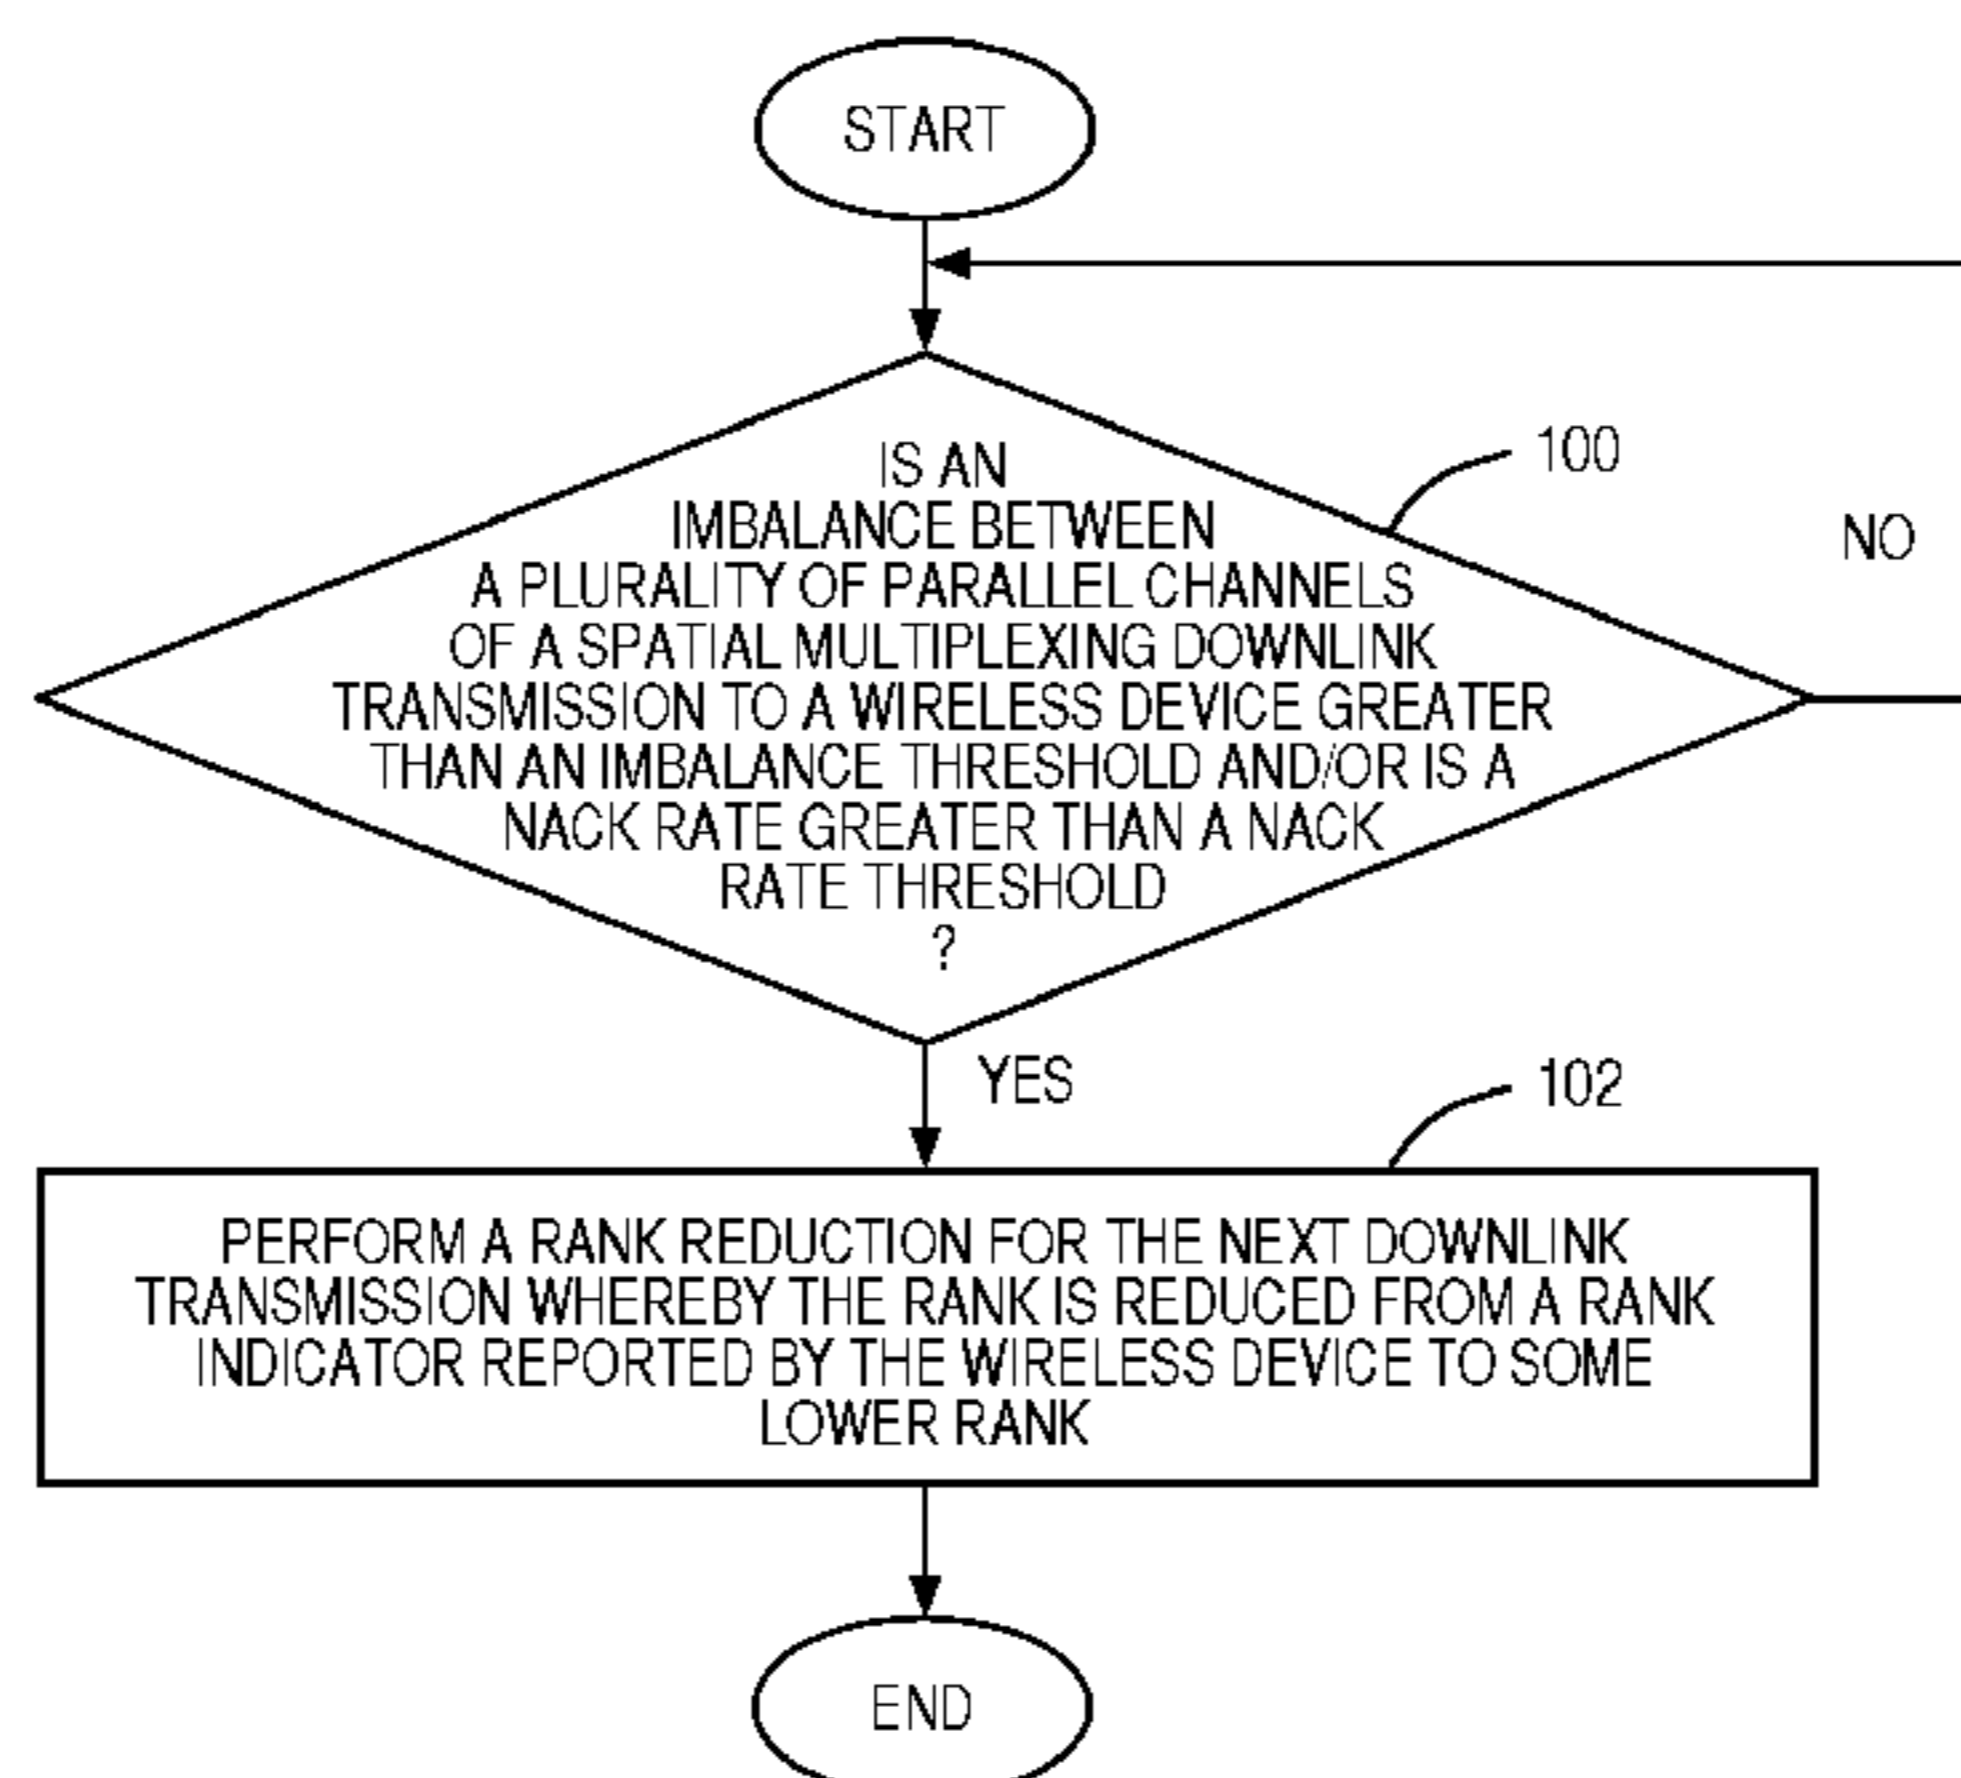 START
IS AN
IMBALANCE BETWEEN
A PLURALITY OF PARALLEL CHANNELS
OF A SPATIAL MULTIPLEXING DOWNLINK
TRANSMISSION TO A WIRELESS DEVICE GREATER
THAN AN IMBALANCE THRESHOLD AND/OR IS A
NACK RATE GREATER THAN A NACK
RATE THRESHOLD
?
100
NO
YES
102
PERFORM A RANK REDUCTION FOR THE NEXT DOWNLINK
TRANSMISSION WHEREBY THE RANK IS REDUCED FROM A RANK
INDICATOR REPORTED BY THE WIRELESS DEVICE TO SOME
LOWER RANK
END